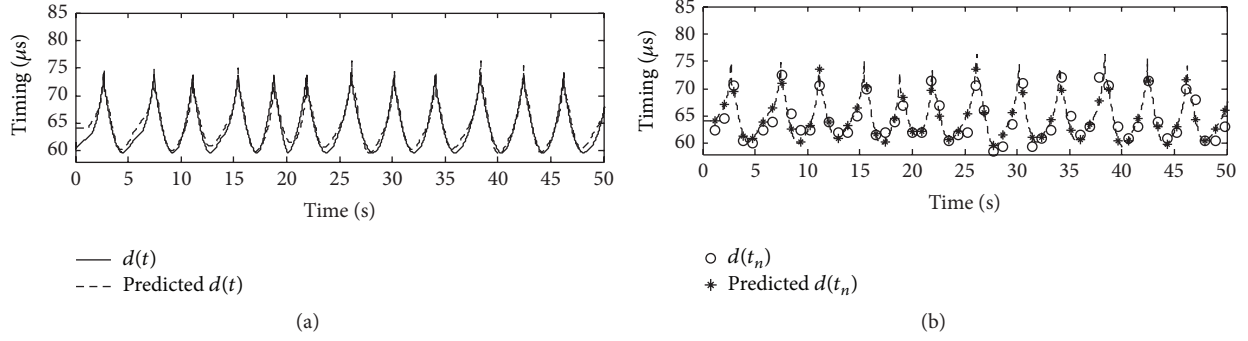 85
80
75
70
65
60
Timing (μs)
0 5 10 15 20 25 30 35 40 45 50
Time (s)
d(t)
Predicted d(t)
(a)
85
80
75
70
65
60
Timing (μs)
0 5 10 15 20 25 30 35 40 45 50
Time (s)
d(tₙ)
Predicted d(tₙ)
(b)